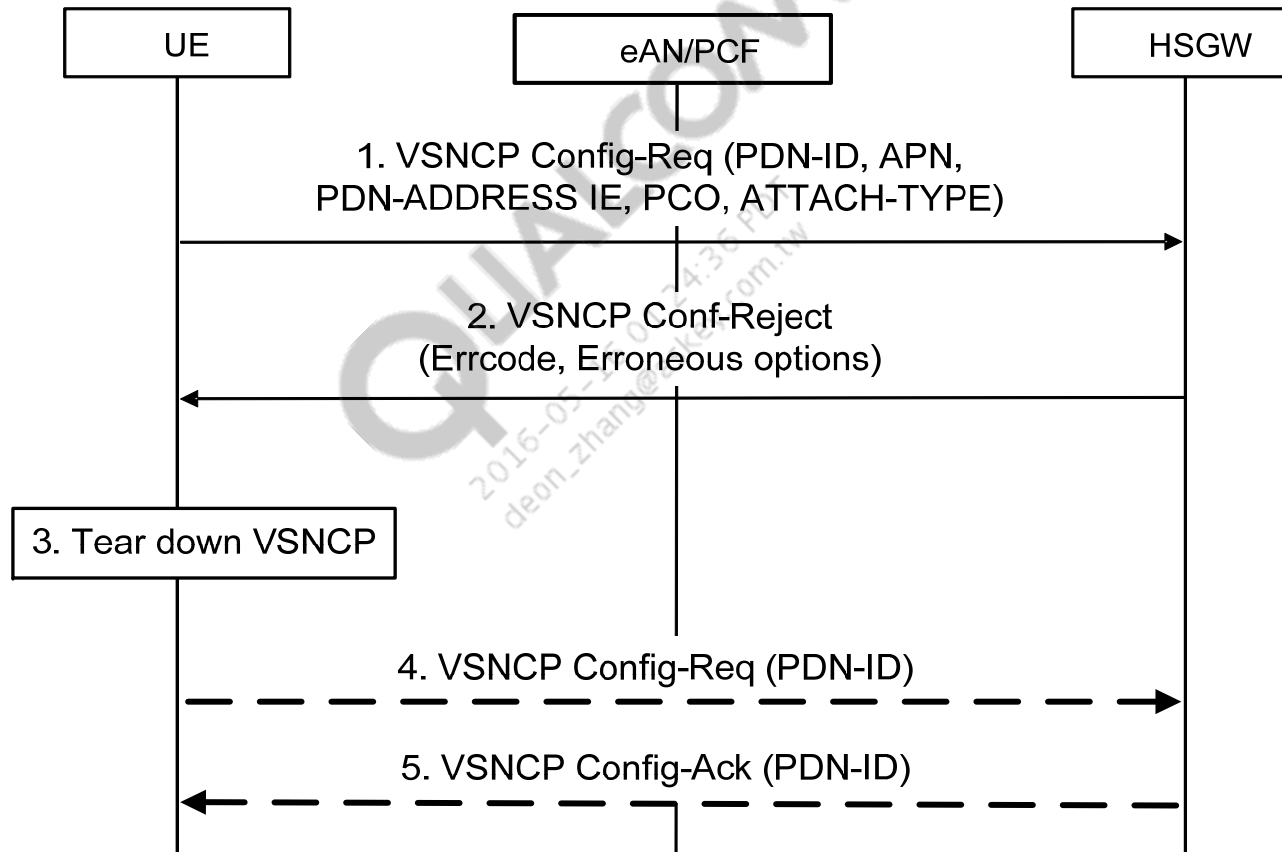 UE
eAN/PCF
HSGW
1. VSNCP Config-Req (PDN-ID, APN,
PDN-ADDRESS IE, PCO, ATTACH-TYPE)
2. VSNCP Conf-Reject
(Errcode, Erroneous options)
3. Tear down VSNCP
4. VSNCP Config-Req (PDN-ID)
5. VSNCP Config-Ack (PDN-ID)
QUALCOM